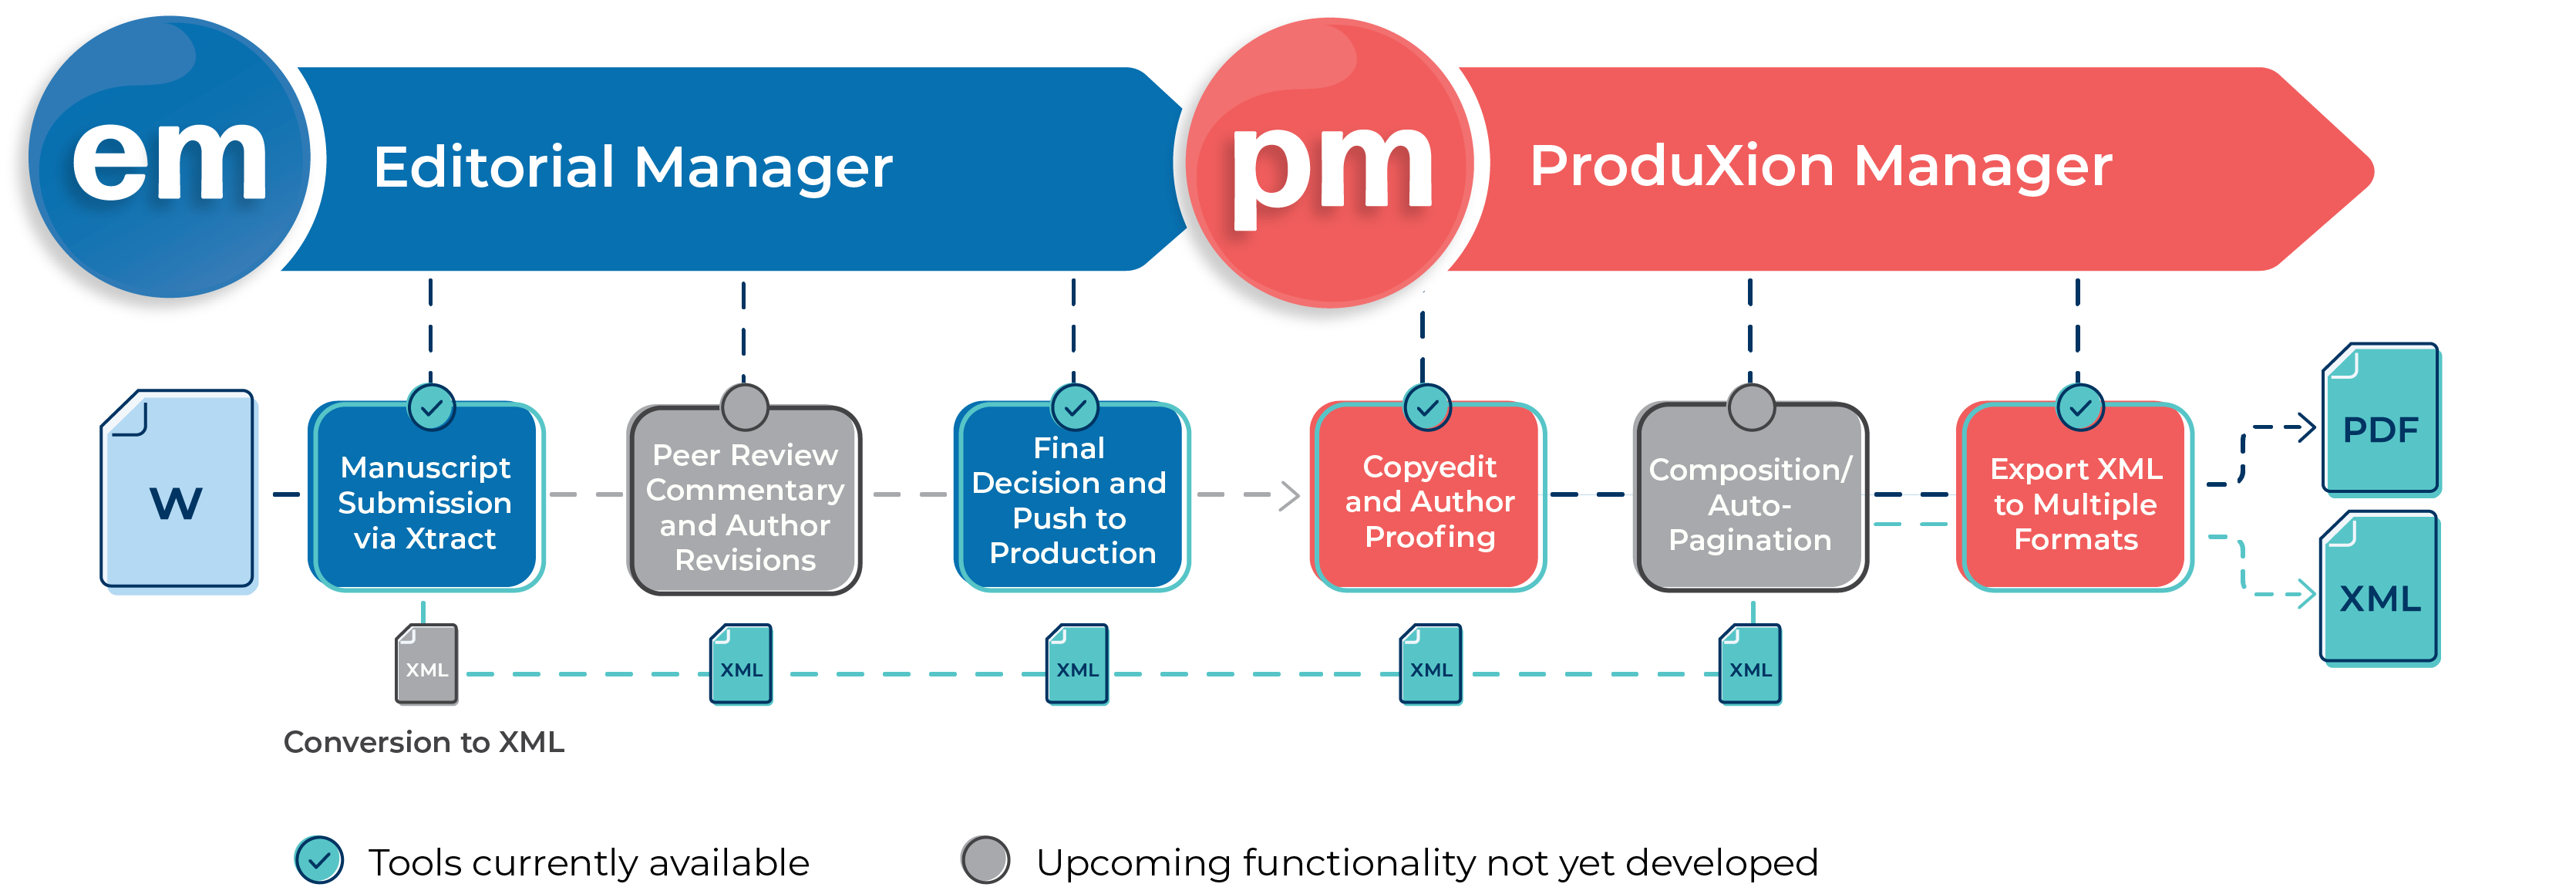 em
Editorial Manager
pm
ProduXion Manager
W
Manuscript
Submission
via Xtract
Peer Review
Commentary
and Author
Revisions
Final
Decision and
Push to
Production
Copyedit
and Author
Proofing
Composition/
Auto-
Pagination
Export XML
to Multiple
Formats
PDF
XML
XML
XML
XML
XML
XML
Conversion to XML
Tools currently available
Upcoming functionality not yet developed